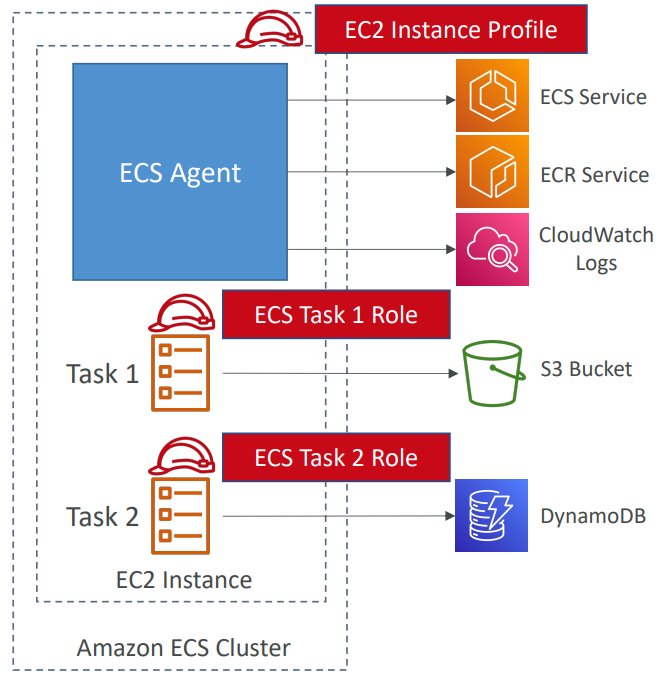 EC2 Instance Profile
ECS Agent
ECS Service
ECR Service
CloudWatch
Logs
ECS Task 1 Role
Task 1
S3 Bucket
ECS Task 2 Role
Task 2
DynamoDB
EC2 Instance
Amazon ECS Cluster